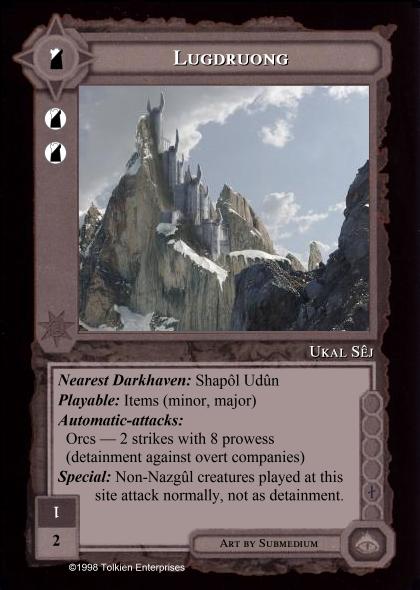 Lugdruong
Ukal Sêj
Nearest Darkhaven: Shapôl Udûn
Playable: Items (minor, major)
Automatic-attacks:
Orcs — 2 strikes with 8 prowess
(detainment against overt companies)
Special: Non-Nazgûl creatures played at this
site attack normally, not as detainment.
2
Art by Submedium
©1998 Tolkien Enterprises